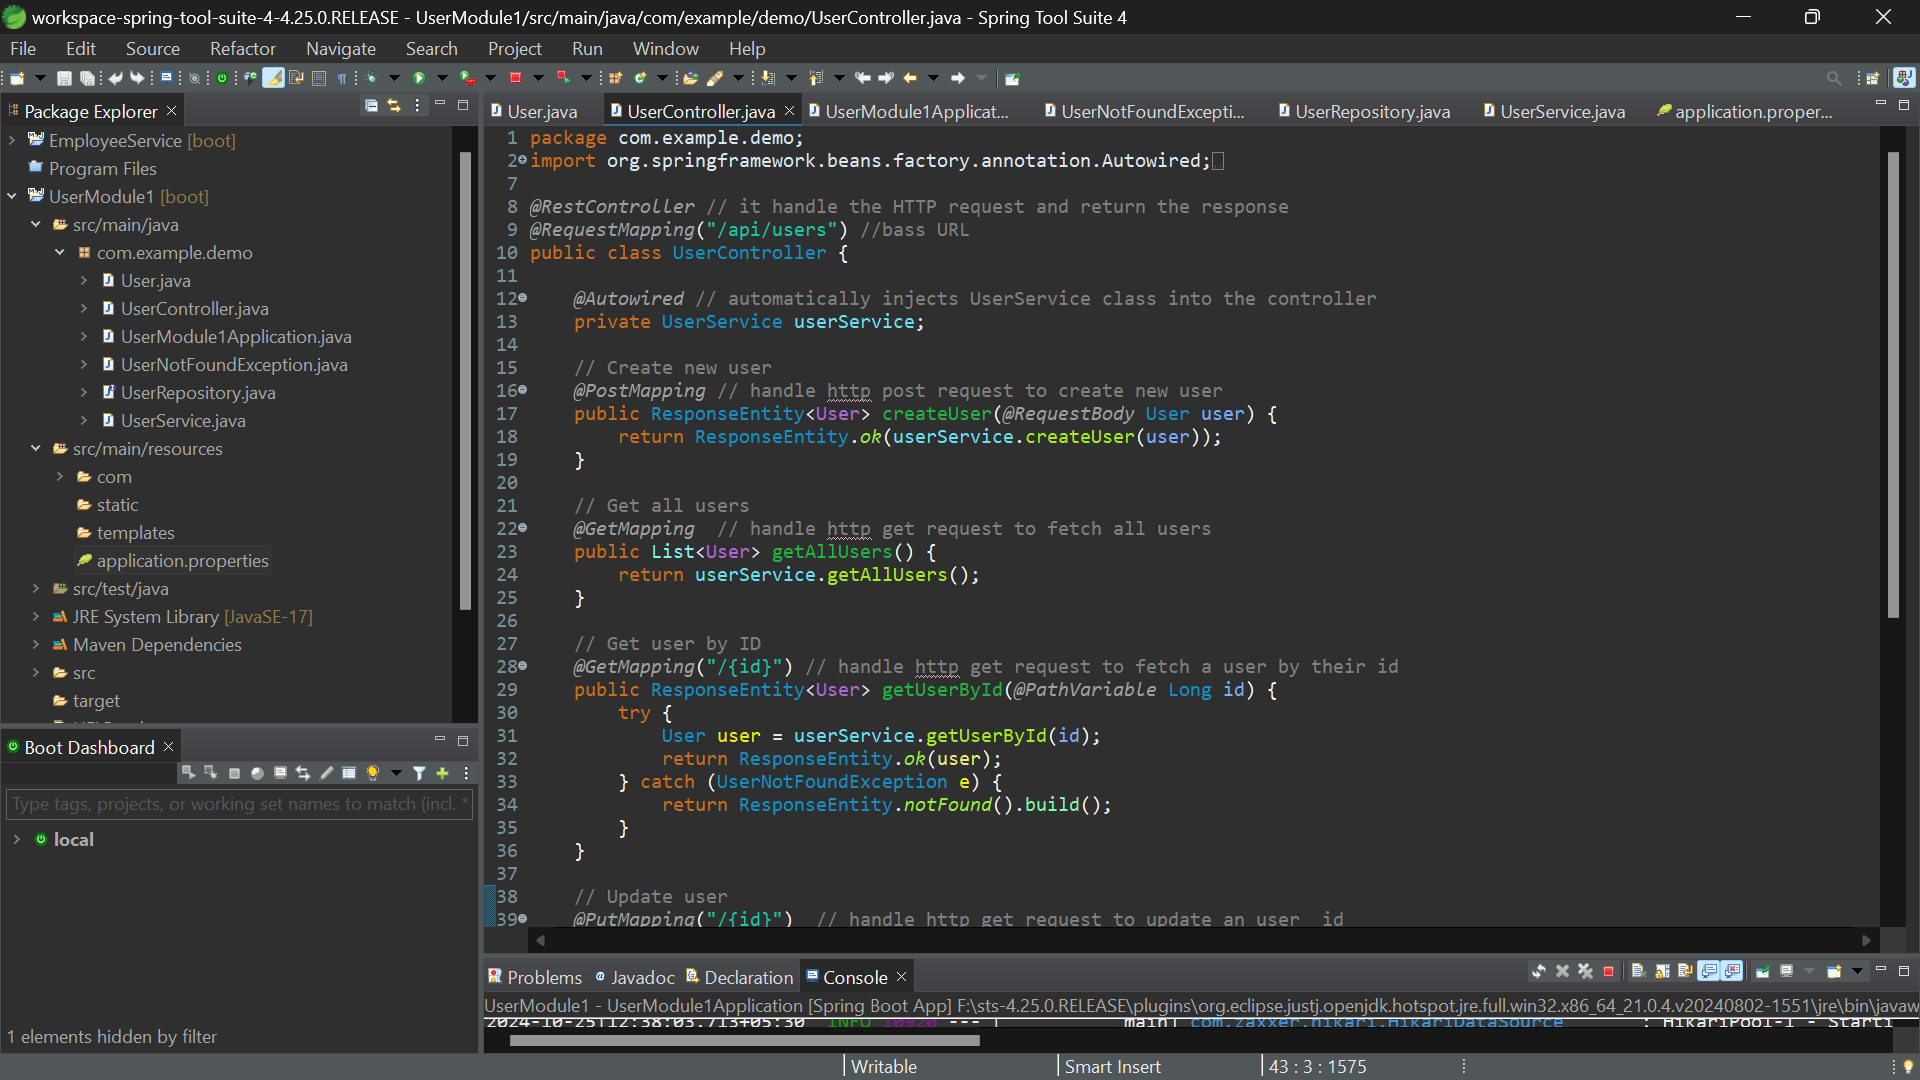 workspace-spring-tool-suite-4-4.25.0.RELEASE - UserModule1/src/main/java/com/example/demo/UserController.java - Spring Tool Suite 4
File Edit Source Refactor Navigate Search Project Run Window Help
Package Explorer
EmployeeService [boot]
Program Files
UserModule1 [boot]
src/main/java
com.example.demo
User.java
UserController.java
UserModule1Application.java
UserNotFoundException.java
UserRepository.java
UserService.java
src/main/resources
com
static
templates
application.properties
src/test/java
JRE System Library [JavaSE-17]
Maven Dependencies
src
target
Boot Dashboard
Type tags, projects, or working set names to match (incl. *
local
1 elements hidden by filter
User.java UserController.java UserModule1Applicat... UserNotFoundExcepti... UserRepository.java UserService.java application.proper...
1 package com.example.demo;
2 import org.springframework.beans.factory.annotation.Autowired;
7
8 @RestController // it handle the HTTP request and return the response
9 @RequestMapping("/api/users") //bass URL
10 public class UserController {
11
12 @Autowired // automatically injects UserService class into the controller
13 private UserService userService;
14
15 // Create new user
16 @PostMapping // handle http post request to create new user
17 public ResponseEntity<User> createUser(@RequestBody User user) {
18 return ResponseEntity.ok(userService.createUser(user));
19 }
20
21 // Get all users
22 @GetMapping // handle http get request to fetch all users
23 public List<User> getAllUsers() {
24 return userService.getAllUsers();
25 }
26
27 // Get user by ID
28 @GetMapping("/{id}") // handle http get request to fetch a user by their id
29 public ResponseEntity<User> getUserById(@PathVariable Long id) {
30 try {
31 User user = userService.getUserById(id);
32 return ResponseEntity.ok(user);
33 } catch (UserNotFoundException e) {
34 return ResponseEntity.notFound().build();
35 }
36 }
37
38 // Update user
39 @PutMapping("/{id}") // handle http get request to update an user id
Problems Javadoc Declaration Console
UserModule1 - UserModule1Application [Spring Boot App] F:\sts-4.25.0.RELEASE\plugins\org.eclipse.justj.openjdk.hotspot.jre.full.win32.x86_64_21.0.4.v20240802-1551\jre\bin\javaw
2024-10-25T12:38:03.713+05:30 INFO 10920 --- [ main] com.zaxxer.hikari.HikariDataSource : HikariPool-1 - Starti
Writable Smart Insert 43 : 3 : 1575